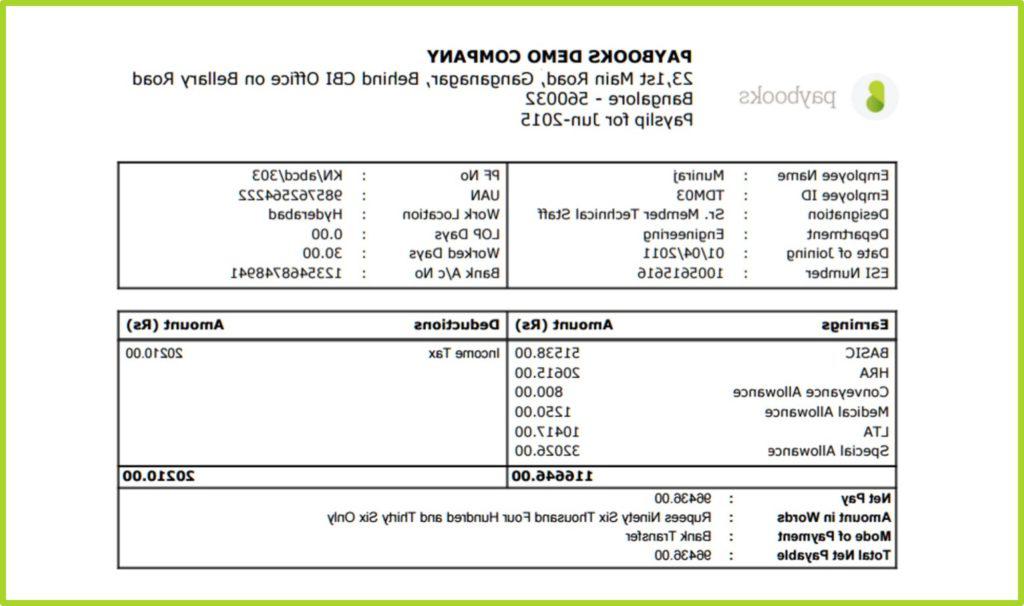 paybooks
PAYBOOKS DEMO COMPANY
23,1st Main Road, Ganganagar, Behind CBI Office on Bellary Road
Bangalore - 560032
Payslip for Jun-2015
Employee Name : Muniraj PF No : KN/abcd/303
Employee ID : TDM03 UAN : 985762564222
Designation : Sr. Member Technical Staff Work Location : Hyderabad
Department : Engineering LOP Days : 0.00
Date of Joining : 01/04/2011 Worked Days : 30.00
ESI Number : 1005615616 Bank A/c No : 1235468748941
Earnings Amount (Rs) Deductions Amount (Rs)
BASIC 51538.00 Income Tax 20210.00
HRA 20615.00
Conveyance Allowance 800.00
Medical Allowance 1250.00
LTA 10417.00
Special Allowance 32026.00
116646.00 20210.00
Net Pay : 96436.00
Amount in Words : Rupees Ninety Six Thousand Four Hundred and Thirty Six Only
Mode of Payment : Bank Transfer
Total Net Payable : 96436.00